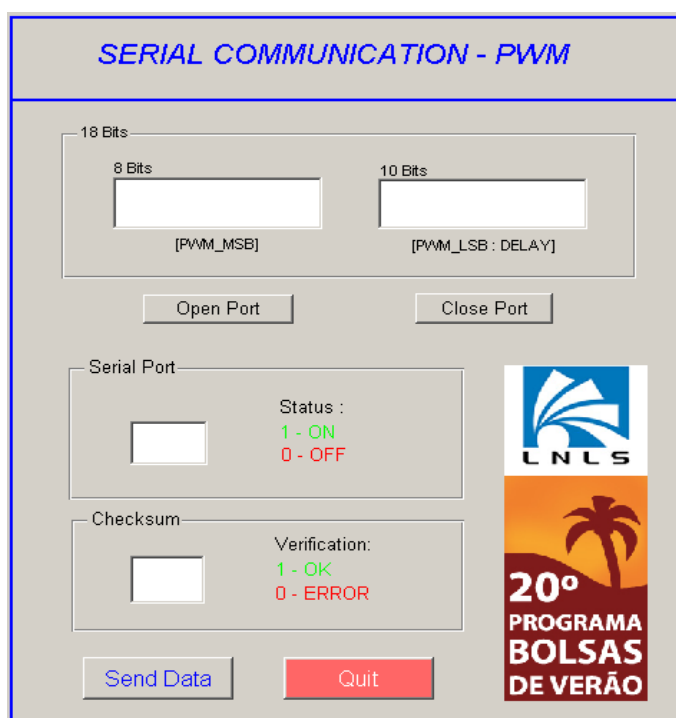 SERIAL COMMUNICATION - PWM
18 Bits
8 Bits
10 Bits
[PWM_MSB]
[PWM_LSB : DELAY]
Open Port
Close Port
Serial Port
Status :
1 - ON
0 - OFF
LNLS
Checksum
Verification:
1 - OK
0 - ERROR
20º
PROGRAMA
BOLSAS
DE VERÃO
Send Data
Quit